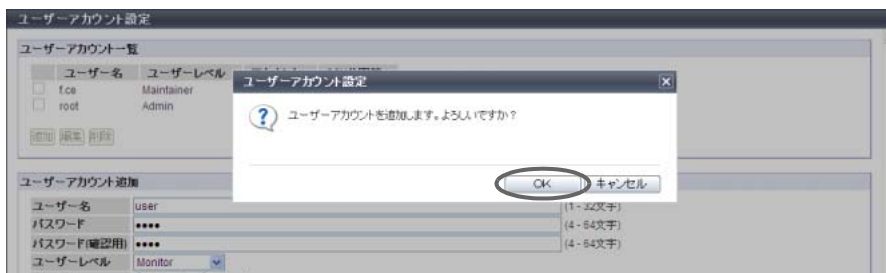 ユーザーアカウント設定
ユーザーアカウント一覧
ユーザー名 ユーザーレベル
f.ce Maintainer
root Admin
追加 編集 削除
ユーザーアカウント設定
ユーザーアカウントを追加します。よろしいですか?
OK キャンセル
ユーザーアカウント追加
ユーザー名 user (1 - 32文字)
パスワード •••• (4 - 64文字)
パスワード(確認用) •••• (4 - 64文字)
ユーザーレベル Monitor